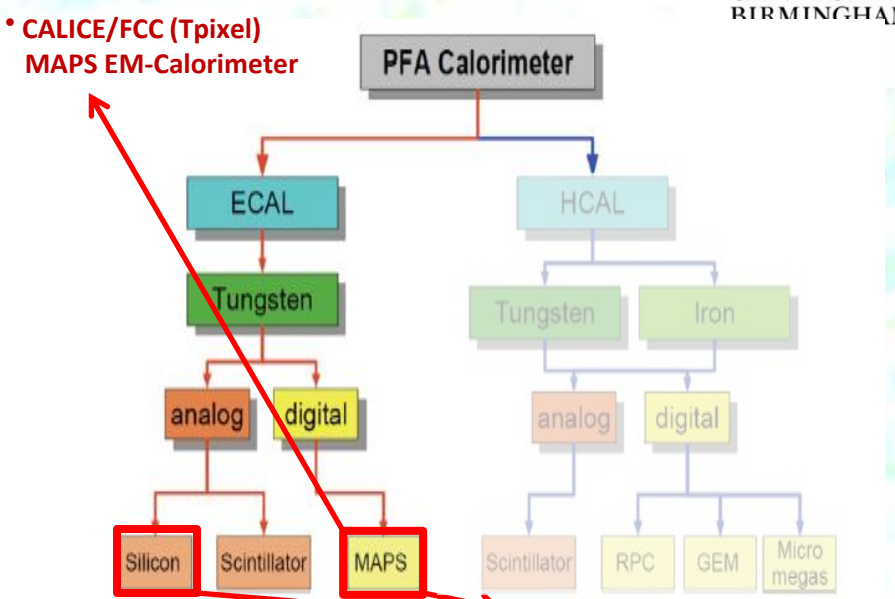 BIRMINGHA
• CALICE/FCC (Tpixel)
MAPS EM-Calorimeter
PFA Calorimeter
ECAL
HCAL
Tungsten
Tungsten
Iron
analog
digital
analog
digital
Silicon
Scintillator
MAPS
Scintillator
RPC
GEM
Micro
megas